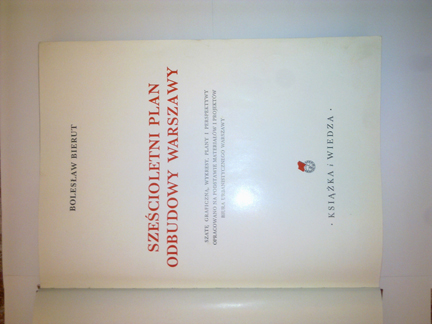 BOLESŁAW BIERUT
SZEŚCIOLETNI PLAN
ODBUDOWY WARSZAWY
SZATĘ GRAFICZNĄ, WYKRESY, PLANY I PERSPEKTYWY
OPRACOWANO NA PODSTAWIE MATERIAŁÓW I PROJEKTÓW
BIURA URBANISTYCZNEGO WARSZAWY
· KSIĄŻKA i WIEDZA ·